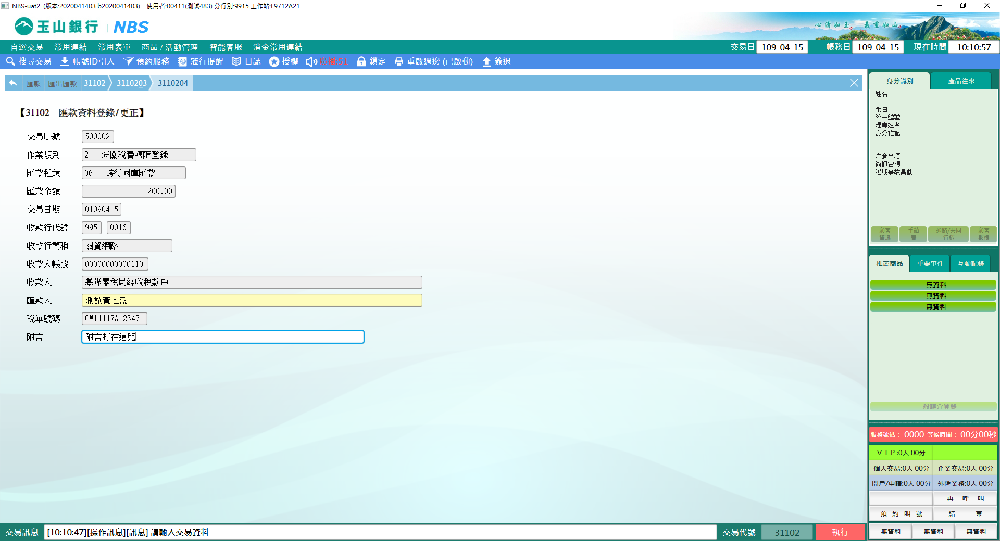 NBS-uat2 (版本:2020041403.b2020041403) 使用者:00411(測試483) 分行別:9915 工作站:L9712A21
玉山銀行 | NBS
心清如玉 義重如山
自選交易 常用連結 常用表單 商品 / 活動管理 智能客服 消金常用連結 交易日 109-04-15 帳務日 109-04-15 現在時間 10:10:57
搜尋交易 帳號ID引入 預約服務 蒞行提醒 日誌 授權 鎖定 重啟週邊 (已啟動) 簽退
匯款 匯出匯款 31102 3110203 3110204
【31102 匯款資料登錄/更正】
交易序號 500002
作業類別 2 - 海關稅費轉匯登錄
匯款種類 06 - 跨行國庫匯款
匯款金額 200.00
交易日期 01090415
收款行代號 995 0016
收款行簡稱 關貿網路
收款人帳號 00000000000110
收款人 基隆關稅局經收稅款戶
匯款人 測試黃七盈
稅單號碼 CWI1117A123471
附言 附言打在這兒
身分識別 產品往來
姓名
生日
統一編號
理專姓名
身分註記
注意事項
簡訊密碼
近期事故異動
顧客資訊 手續費 通路/共同行銷 顧客影像
推薦商品 重要事件 互動記錄
無資料
無資料
無資料
一般轉介登錄
服務號碼: 0000 等候時間: 00分00秒
ＶＩＰ:0人 00分
個人交易:0人 00分 企業交易:0人 00分
開戶/申請:0人 00分 外匯業務:0人 00分
再 呼 叫
預 約 叫 號 結 束
無資料 無資料 無資料
交易訊息 [10:10:47][操作訊息][訊息] 請輸入交易資料 交易代號 31102 執行